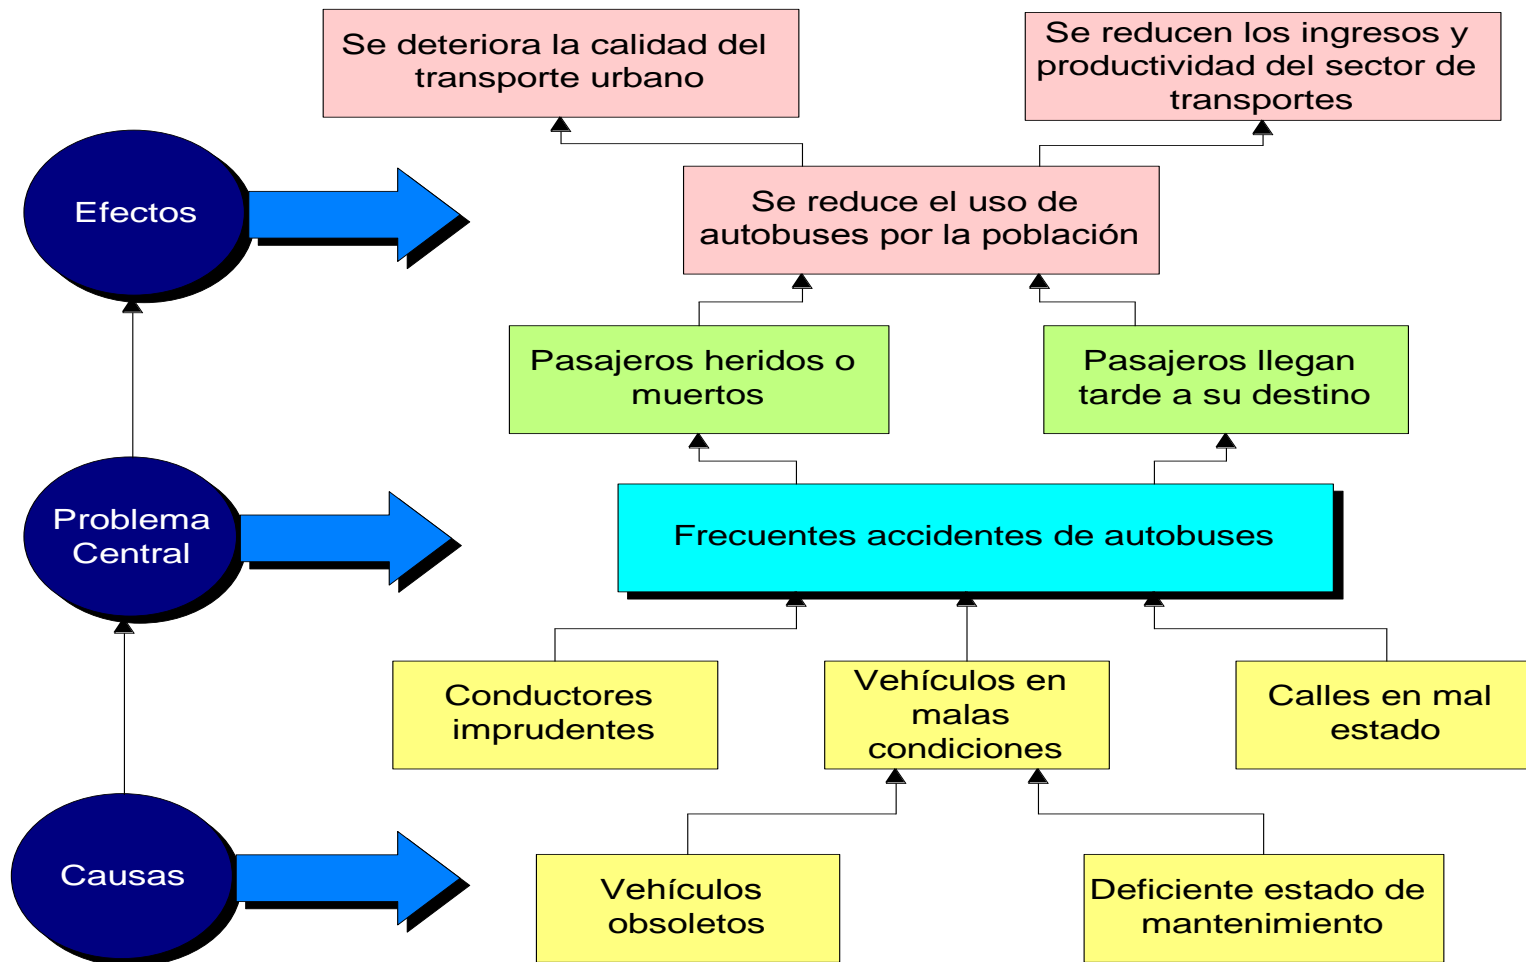 Se deteriora la calidad del
transporte urbano
Se reducen los ingresos y
productividad del sector de
transportes
Efectos
Se reduce el uso de
autobuses por la población
Pasajeros heridos o
muertos
Pasajeros llegan
tarde a su destino
Problema
Central
Frecuentes accidentes de autobuses
Conductores
imprudentes
Vehículos en
malas
condiciones
Calles en mal
estado
Causas
Vehículos
obsoletos
Deficiente estado de
mantenimiento